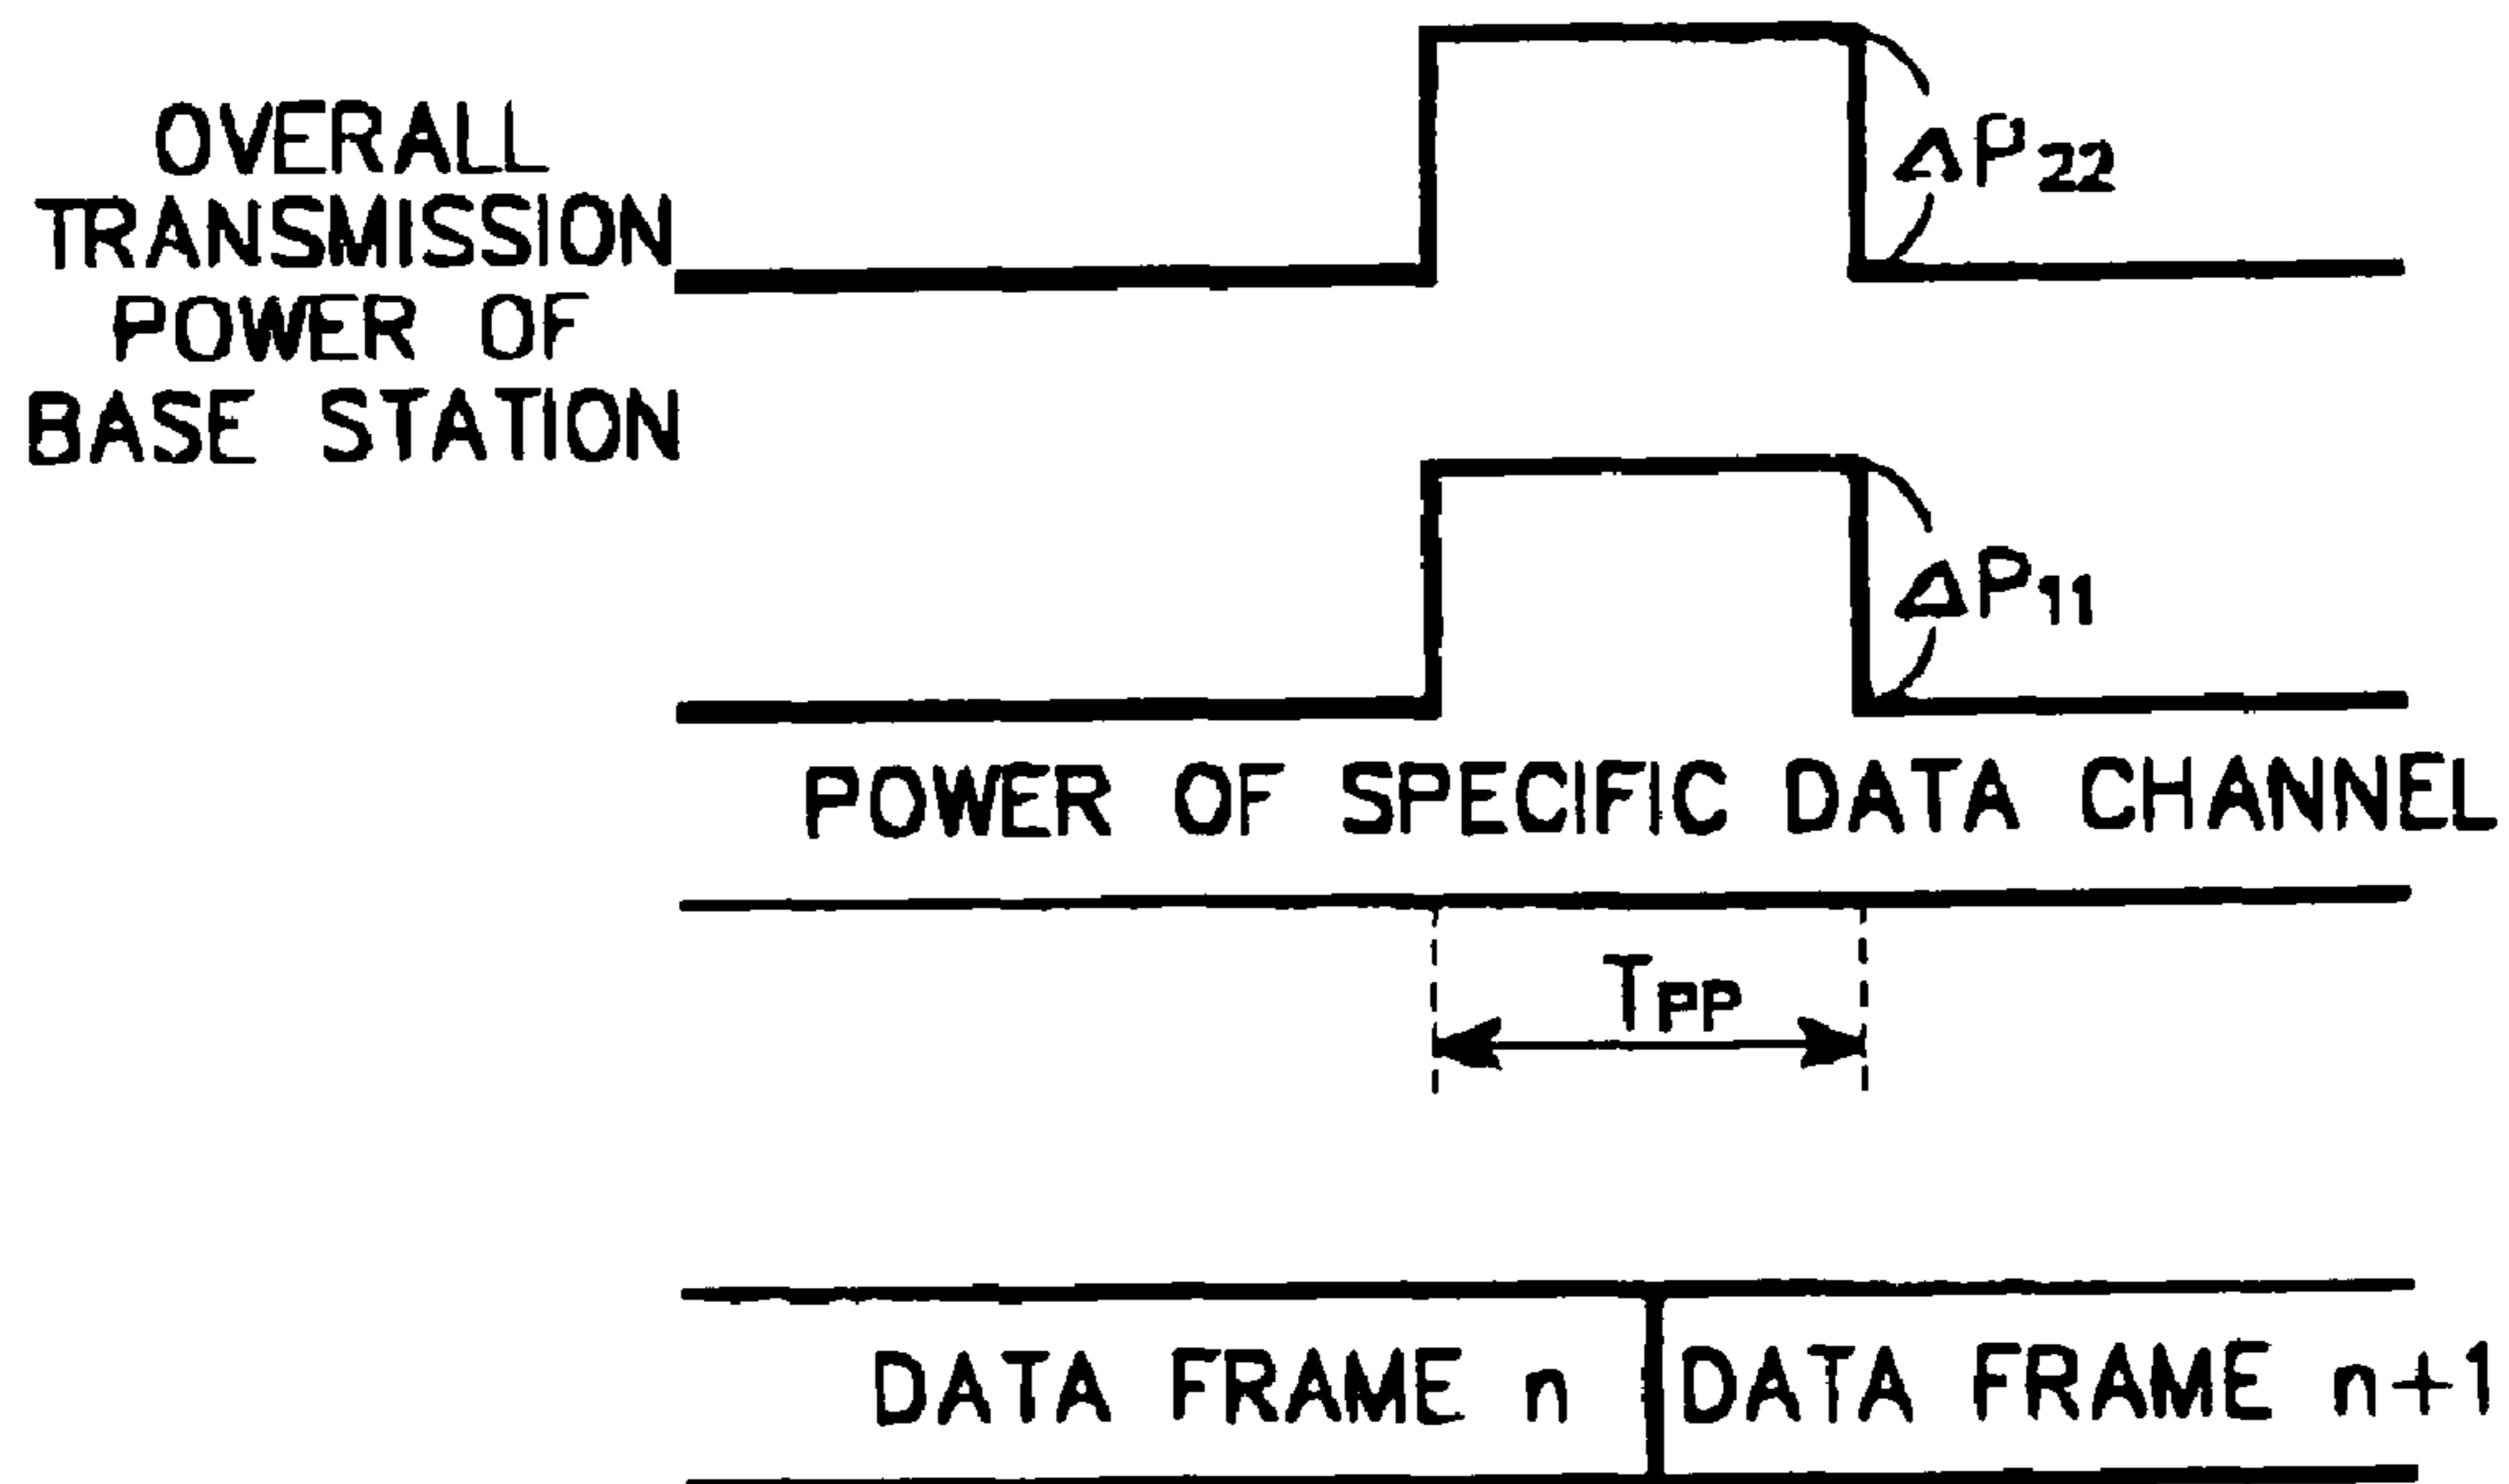 OVERALL
TRANSMISSION
POWER OF
BASE STATION
ΔP22
ΔP11
POWER OF SPECIFIC DATA CHANNEL
TPP
DATA FRAME n
DATA FRAME n+1